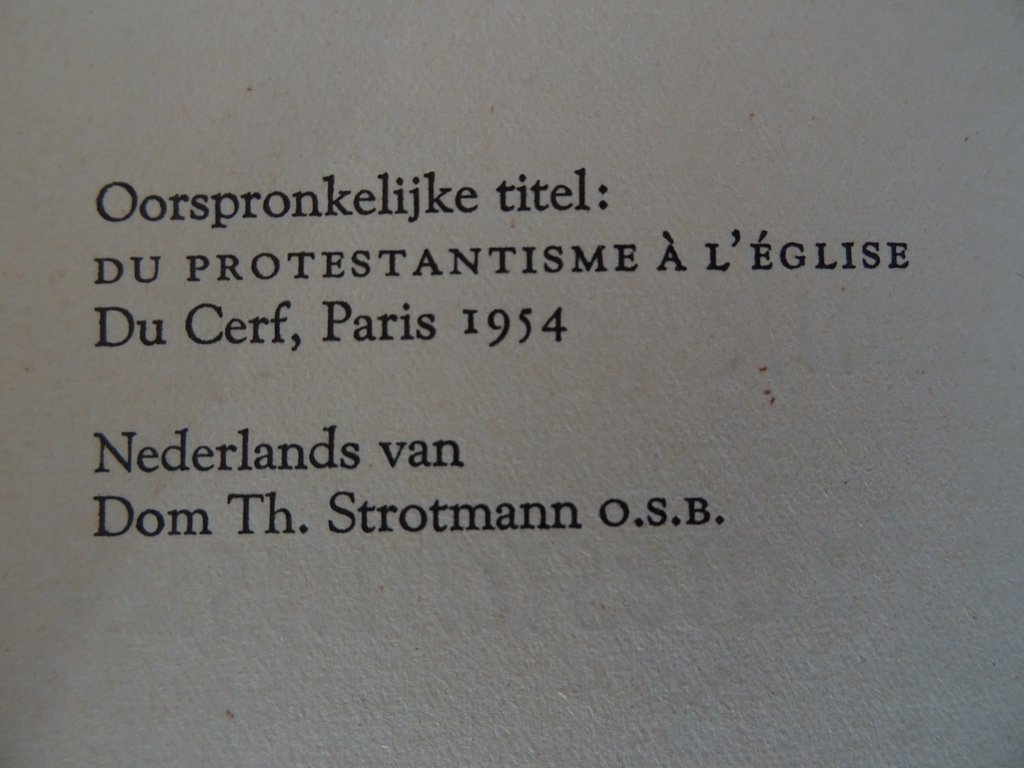 Oorspronkelijke titel:
DU PROTESTANTISME À L'ÉGLISE
Du Cerf, Paris 1954
Nederlands van
Dom Th. Strotmann O.S.B.